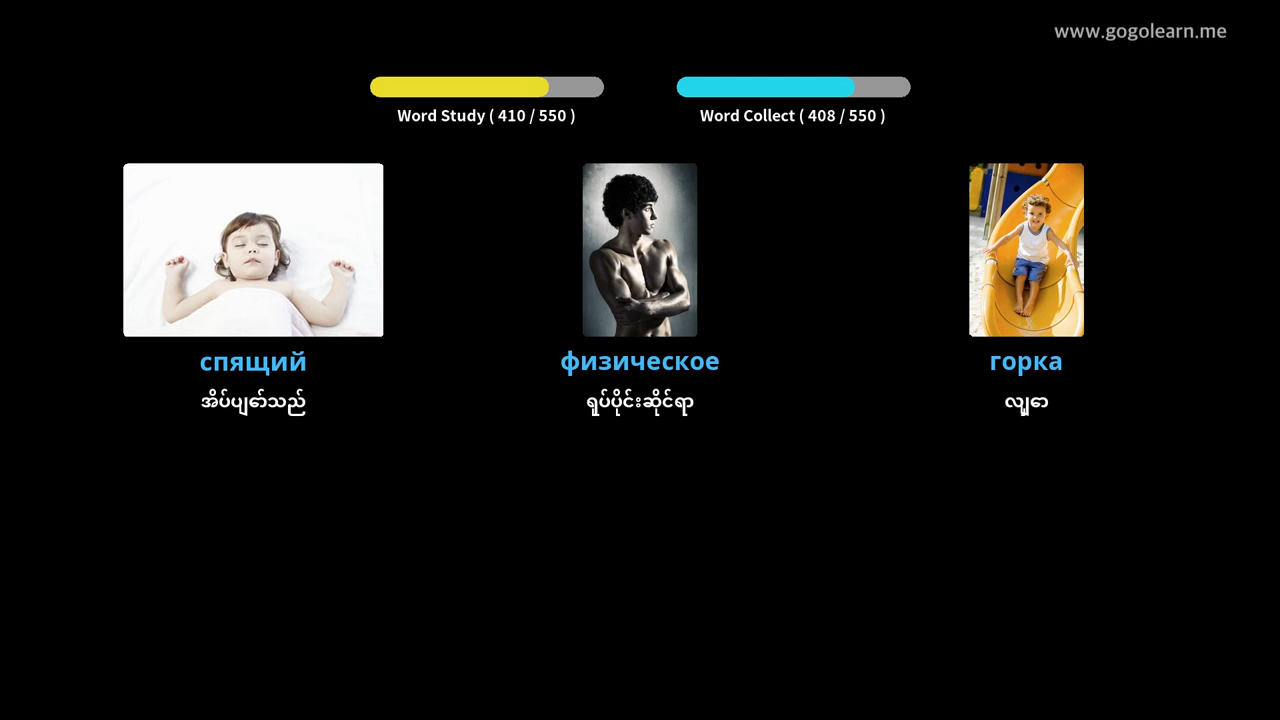 www.gogolearn.me
Word Study ( 410 / 550 )
Word Collect ( 408 / 550 )
спящий
физическое
горка
အိပ်ပျော်သည်
ရုပ်ပိုင်းဆိုင်ရာ
လျှော